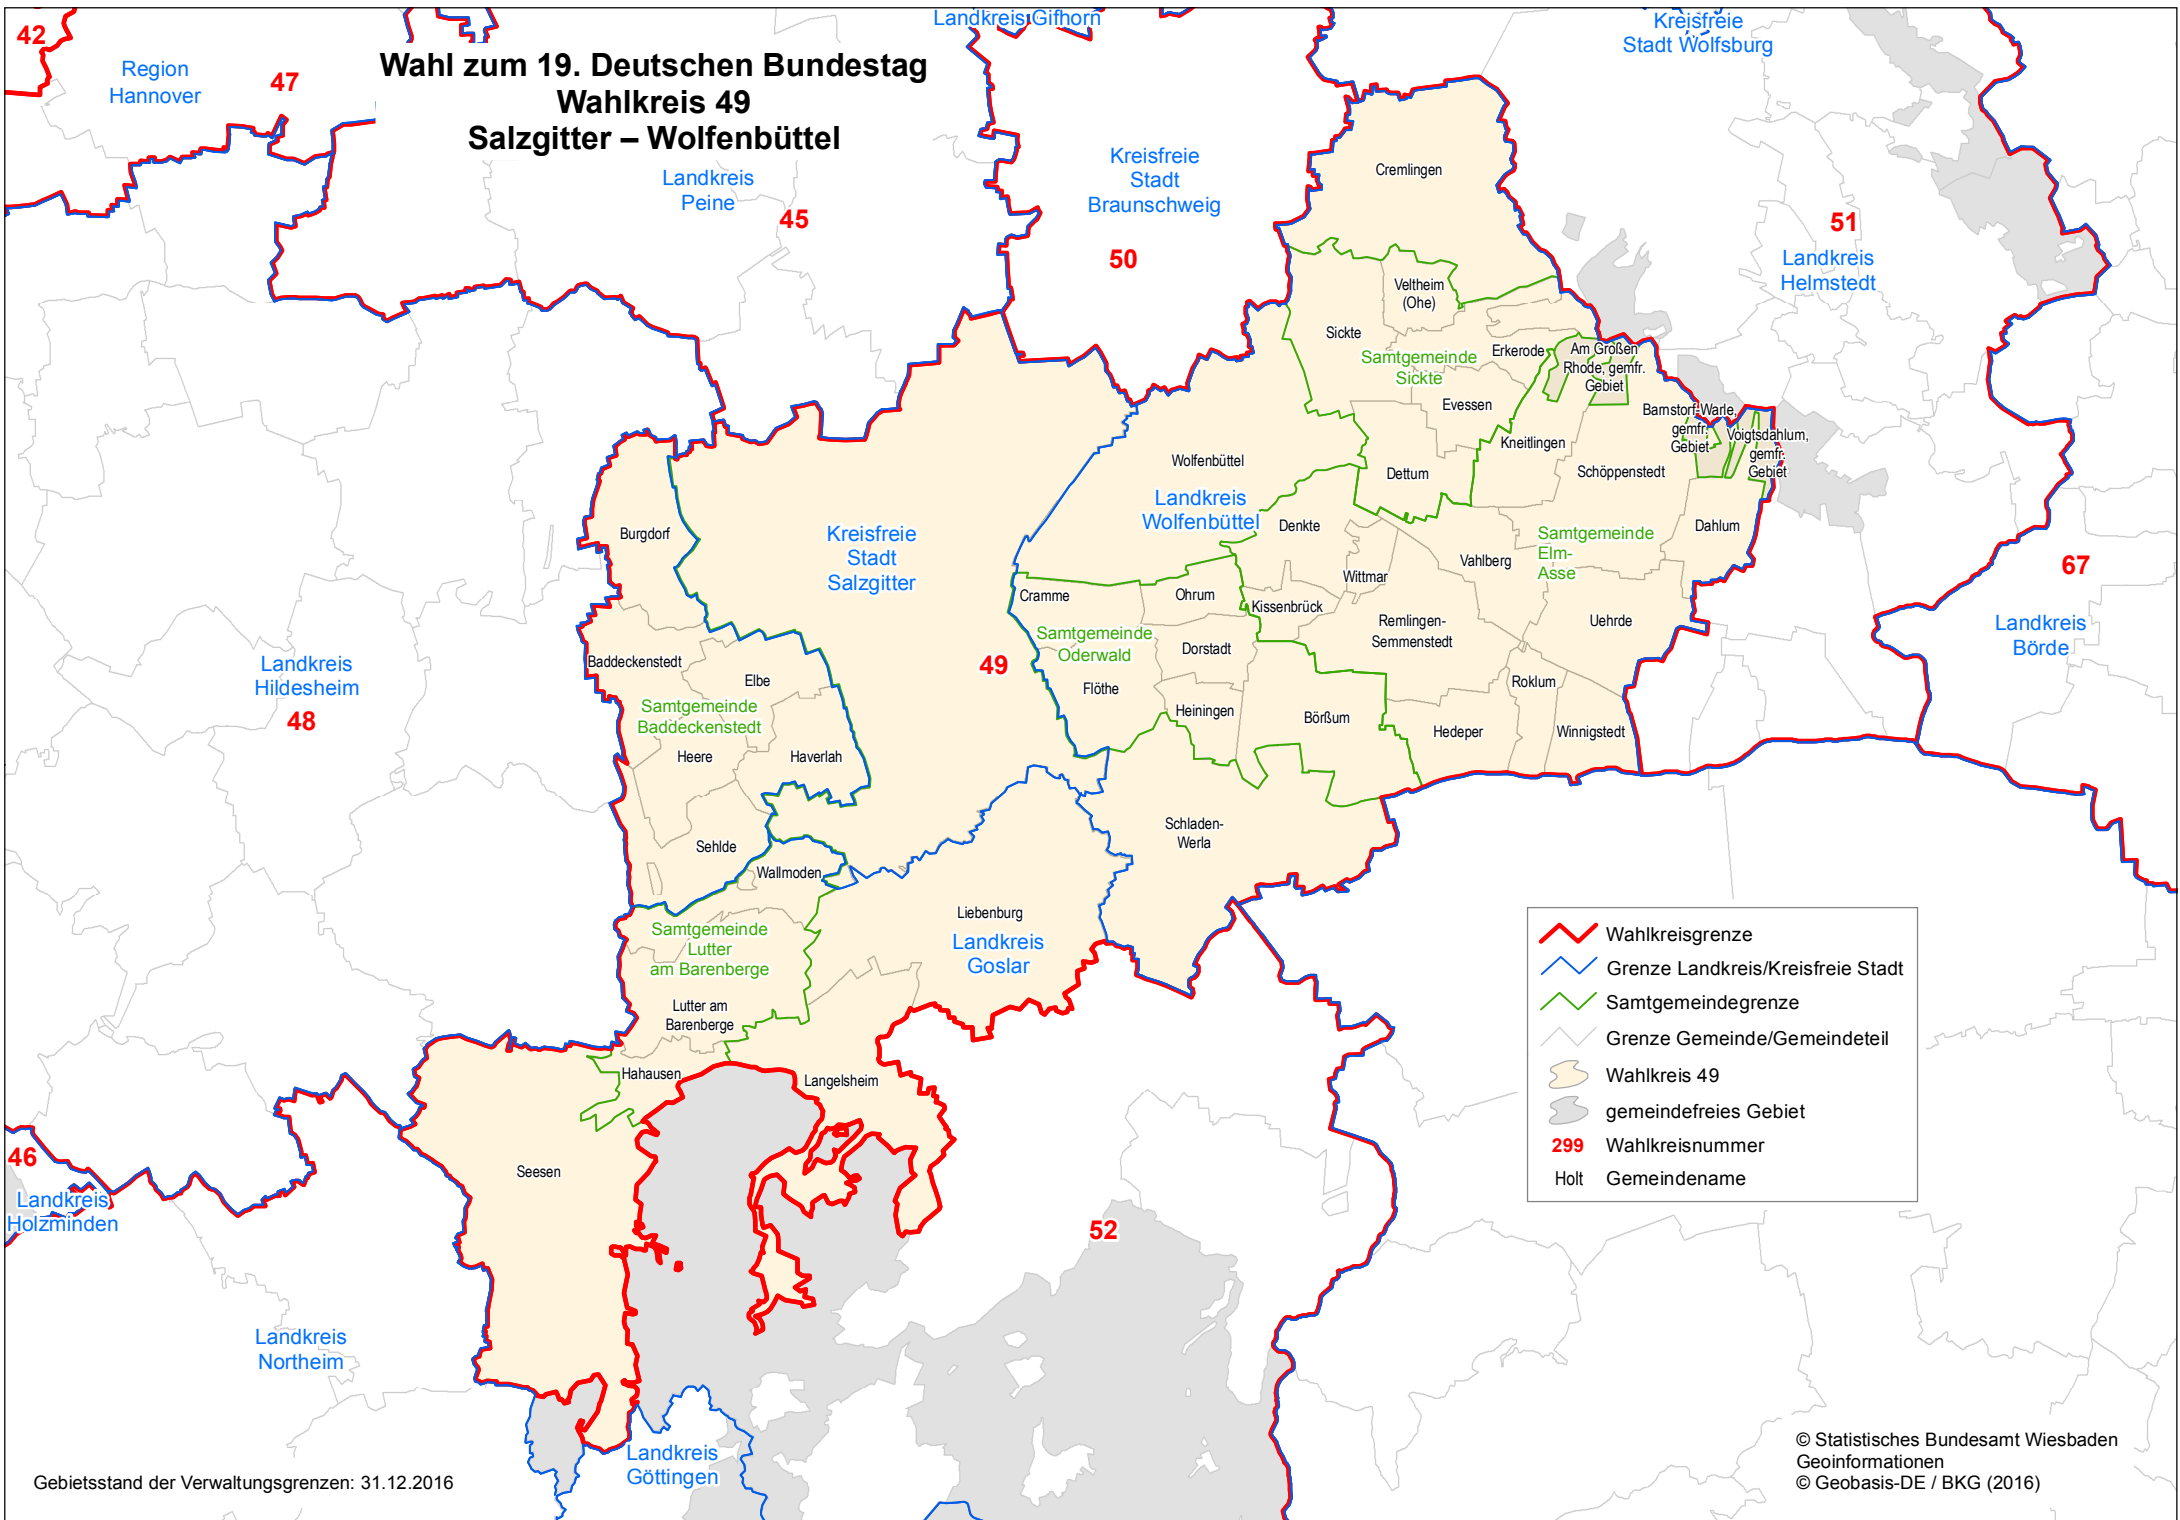 Wahl zum 19. Deutschen Bundestag
Wahlkreis 49
Salzgitter – Wolfenbüttel
42
Region
Hannover
47
Landkreis Gifhorn
Kreisfreie
Stadt Wolfsburg
Landkreis
Peine
45
Kreisfreie
Stadt
Braunschweig
50
Cremlingen
51
Landkreis
Helmstedt
Veltheim
(Ohe)
Sickte
Samtgemeinde
Sickte
Erkerode
Am Großen
Rhode, gemfr.
Gebiet
Evessen
Barnstorf-Warle,
gemfr.
Gebiet
Voigtsdahlum,
gemfr.
Gebiet
Kneitlingen
Schöppenstedt
Dettum
Wolfenbüttel
Landkreis
Wolfenbüttel
Denkte
Dahlum
Samtgemeinde
Elm-
Asse
Vahlberg
Wittmar
Burgdorf
Kreisfreie
Stadt
Salzgitter
67
Landkreis
Börde
Cramme
Ohrum
Kissenbrück
Remlingen-
Semmenstedt
Uehrde
Samtgemeinde
Oderwald
Dorstadt
49
Flöthe
Heiningen
Börßum
Roklum
Hedeper
Winnigstedt
Landkreis
Hildesheim
48
Baddeckenstedt
Elbe
Samtgemeinde
Baddeckenstedt
Heere
Haverlah
Sehlde
Wallmoden
Schladen-
Werla
Liebenburg
Landkreis
Goslar
Samtgemeinde
Lutter
am Barenberge
Lutter am
Barenberge
Hahausen
Langelsheim
Seesen
46
Landkreis
Holzminden
52
Landkreis
Northeim
Landkreis
Göttingen
Wahlkreisgrenze
Grenze Landkreis/Kreisfreie Stadt
Samtgemeindegrenze
Grenze Gemeinde/Gemeindeteil
Wahlkreis 49
gemeindefreies Gebiet
299 Wahlkreisnummer
Holt Gemeindename
Gebietsstand der Verwaltungsgrenzen: 31.12.2016
© Statistisches Bundesamt Wiesbaden
Geoinformationen
© Geobasis-DE / BKG (2016)